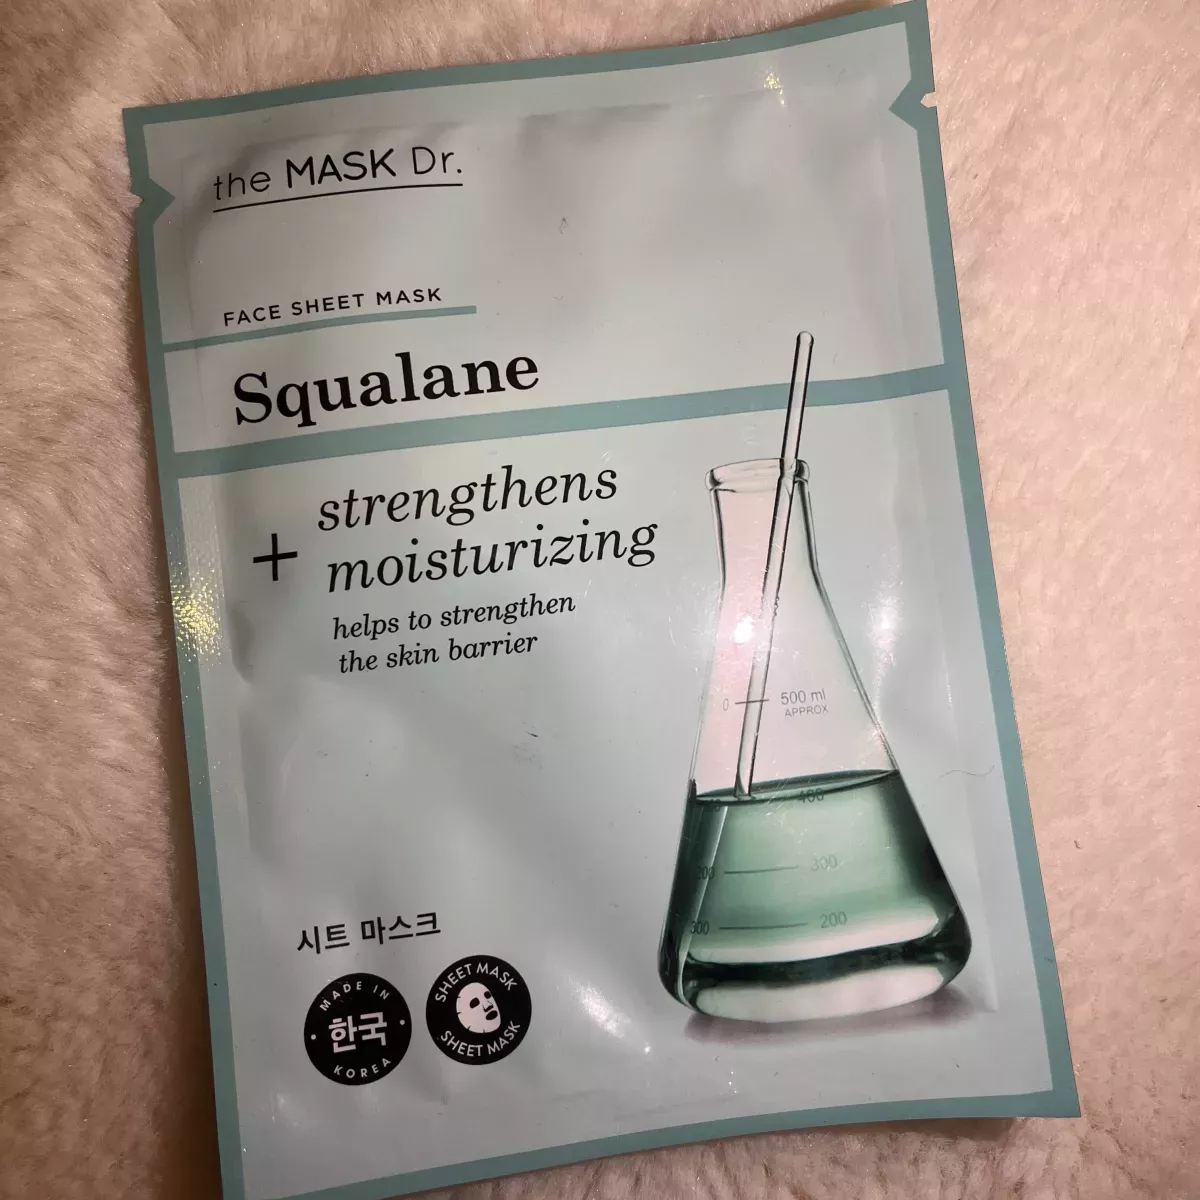 the MASK Dr.
FACE SHEET MASK
Squalane
+ strengthens
moisturizing
helps to strengthen
the skin barrier
0 500 ml
APPROX
400
300
300 200
시트 마스크
MADE IN
한국
KOREA
SHEET MASK
SHEET MASK